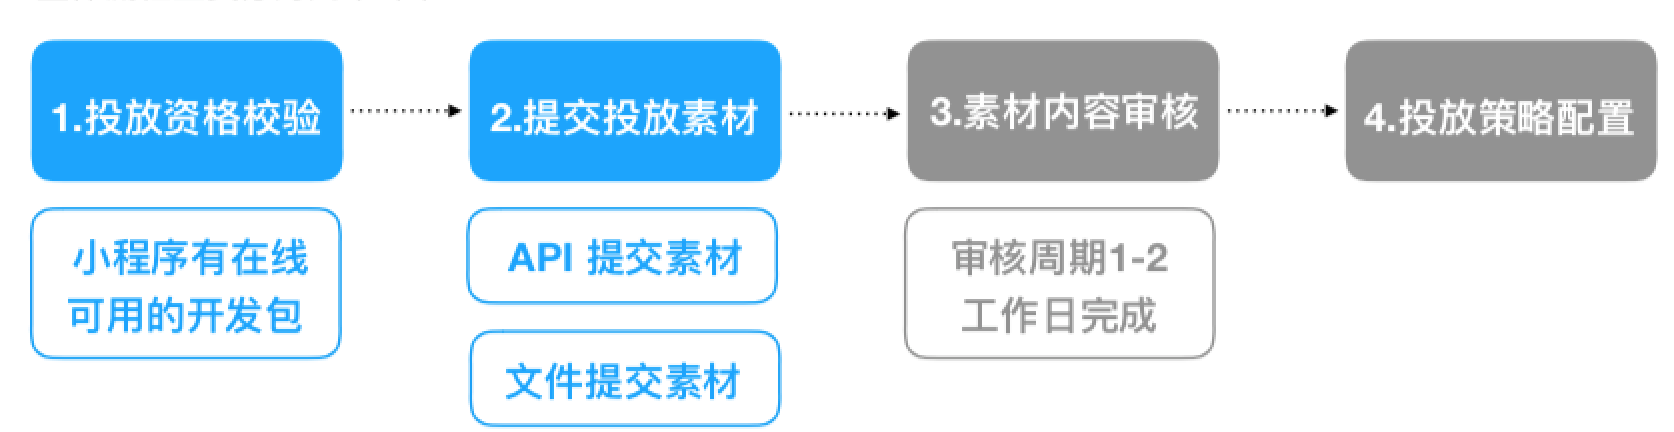 1.投放资格校验
2.提交投放素材
3.素材内容审核
4.投放策略配置
小程序有在线
可用的开发包
API 提交素材
文件提交素材
审核周期1-2
工作日完成